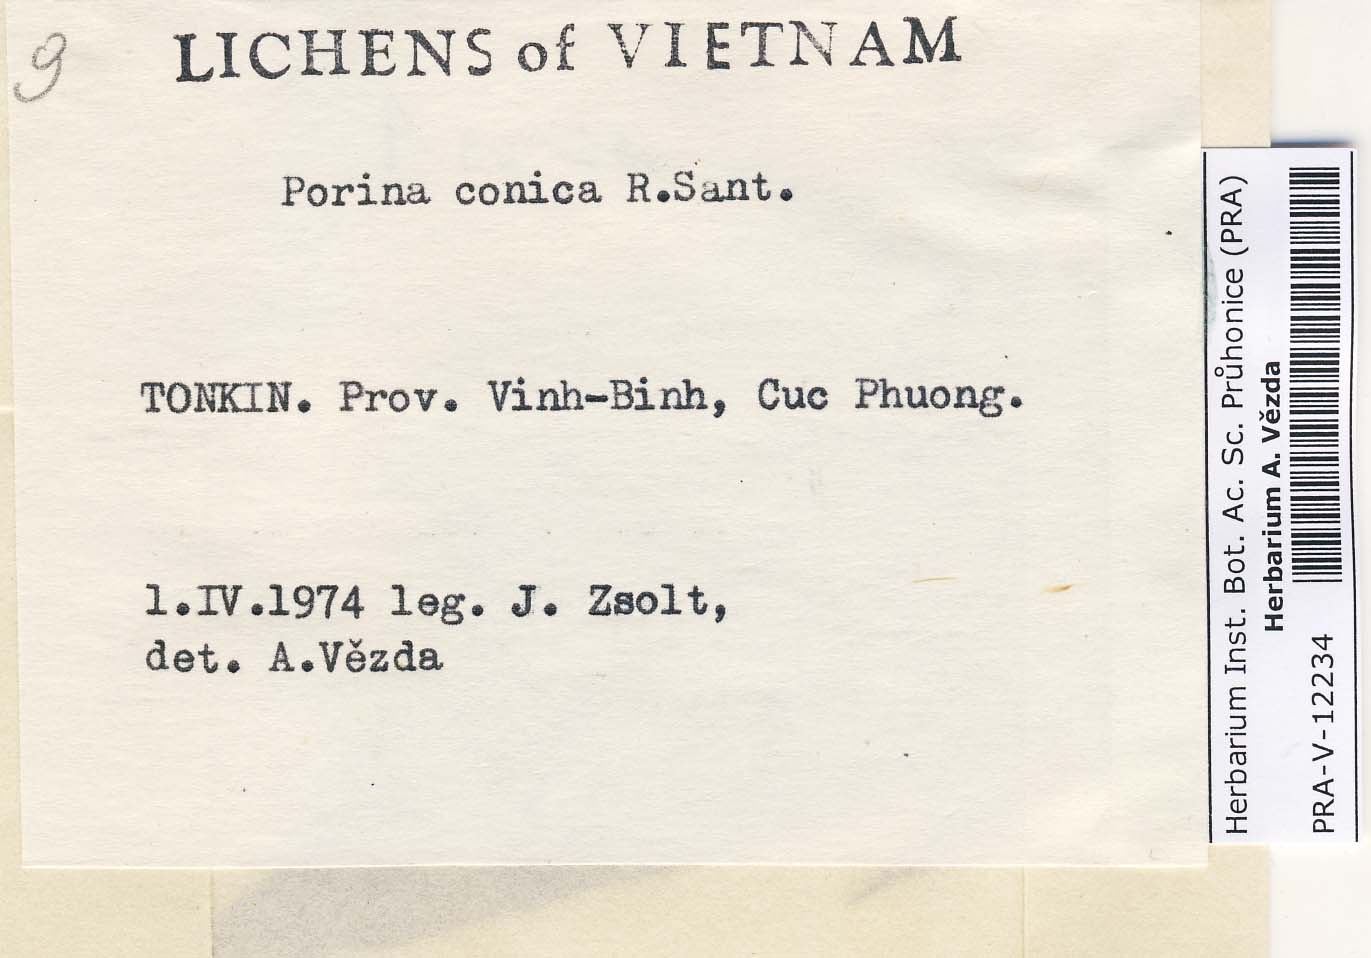 9
LICHENS of VIETNAM
Porina conica R.Sant.
TONKIN. Prov. Vinh-Binh, Cuc Phuong.
1.IV.1974 leg. J. Zsolt,
det. A.Vězda
Herbarium Inst. Bot. Ac. Sc. Průhonice (PRA)
Herbarium A. Vězda
PRA-V-12234